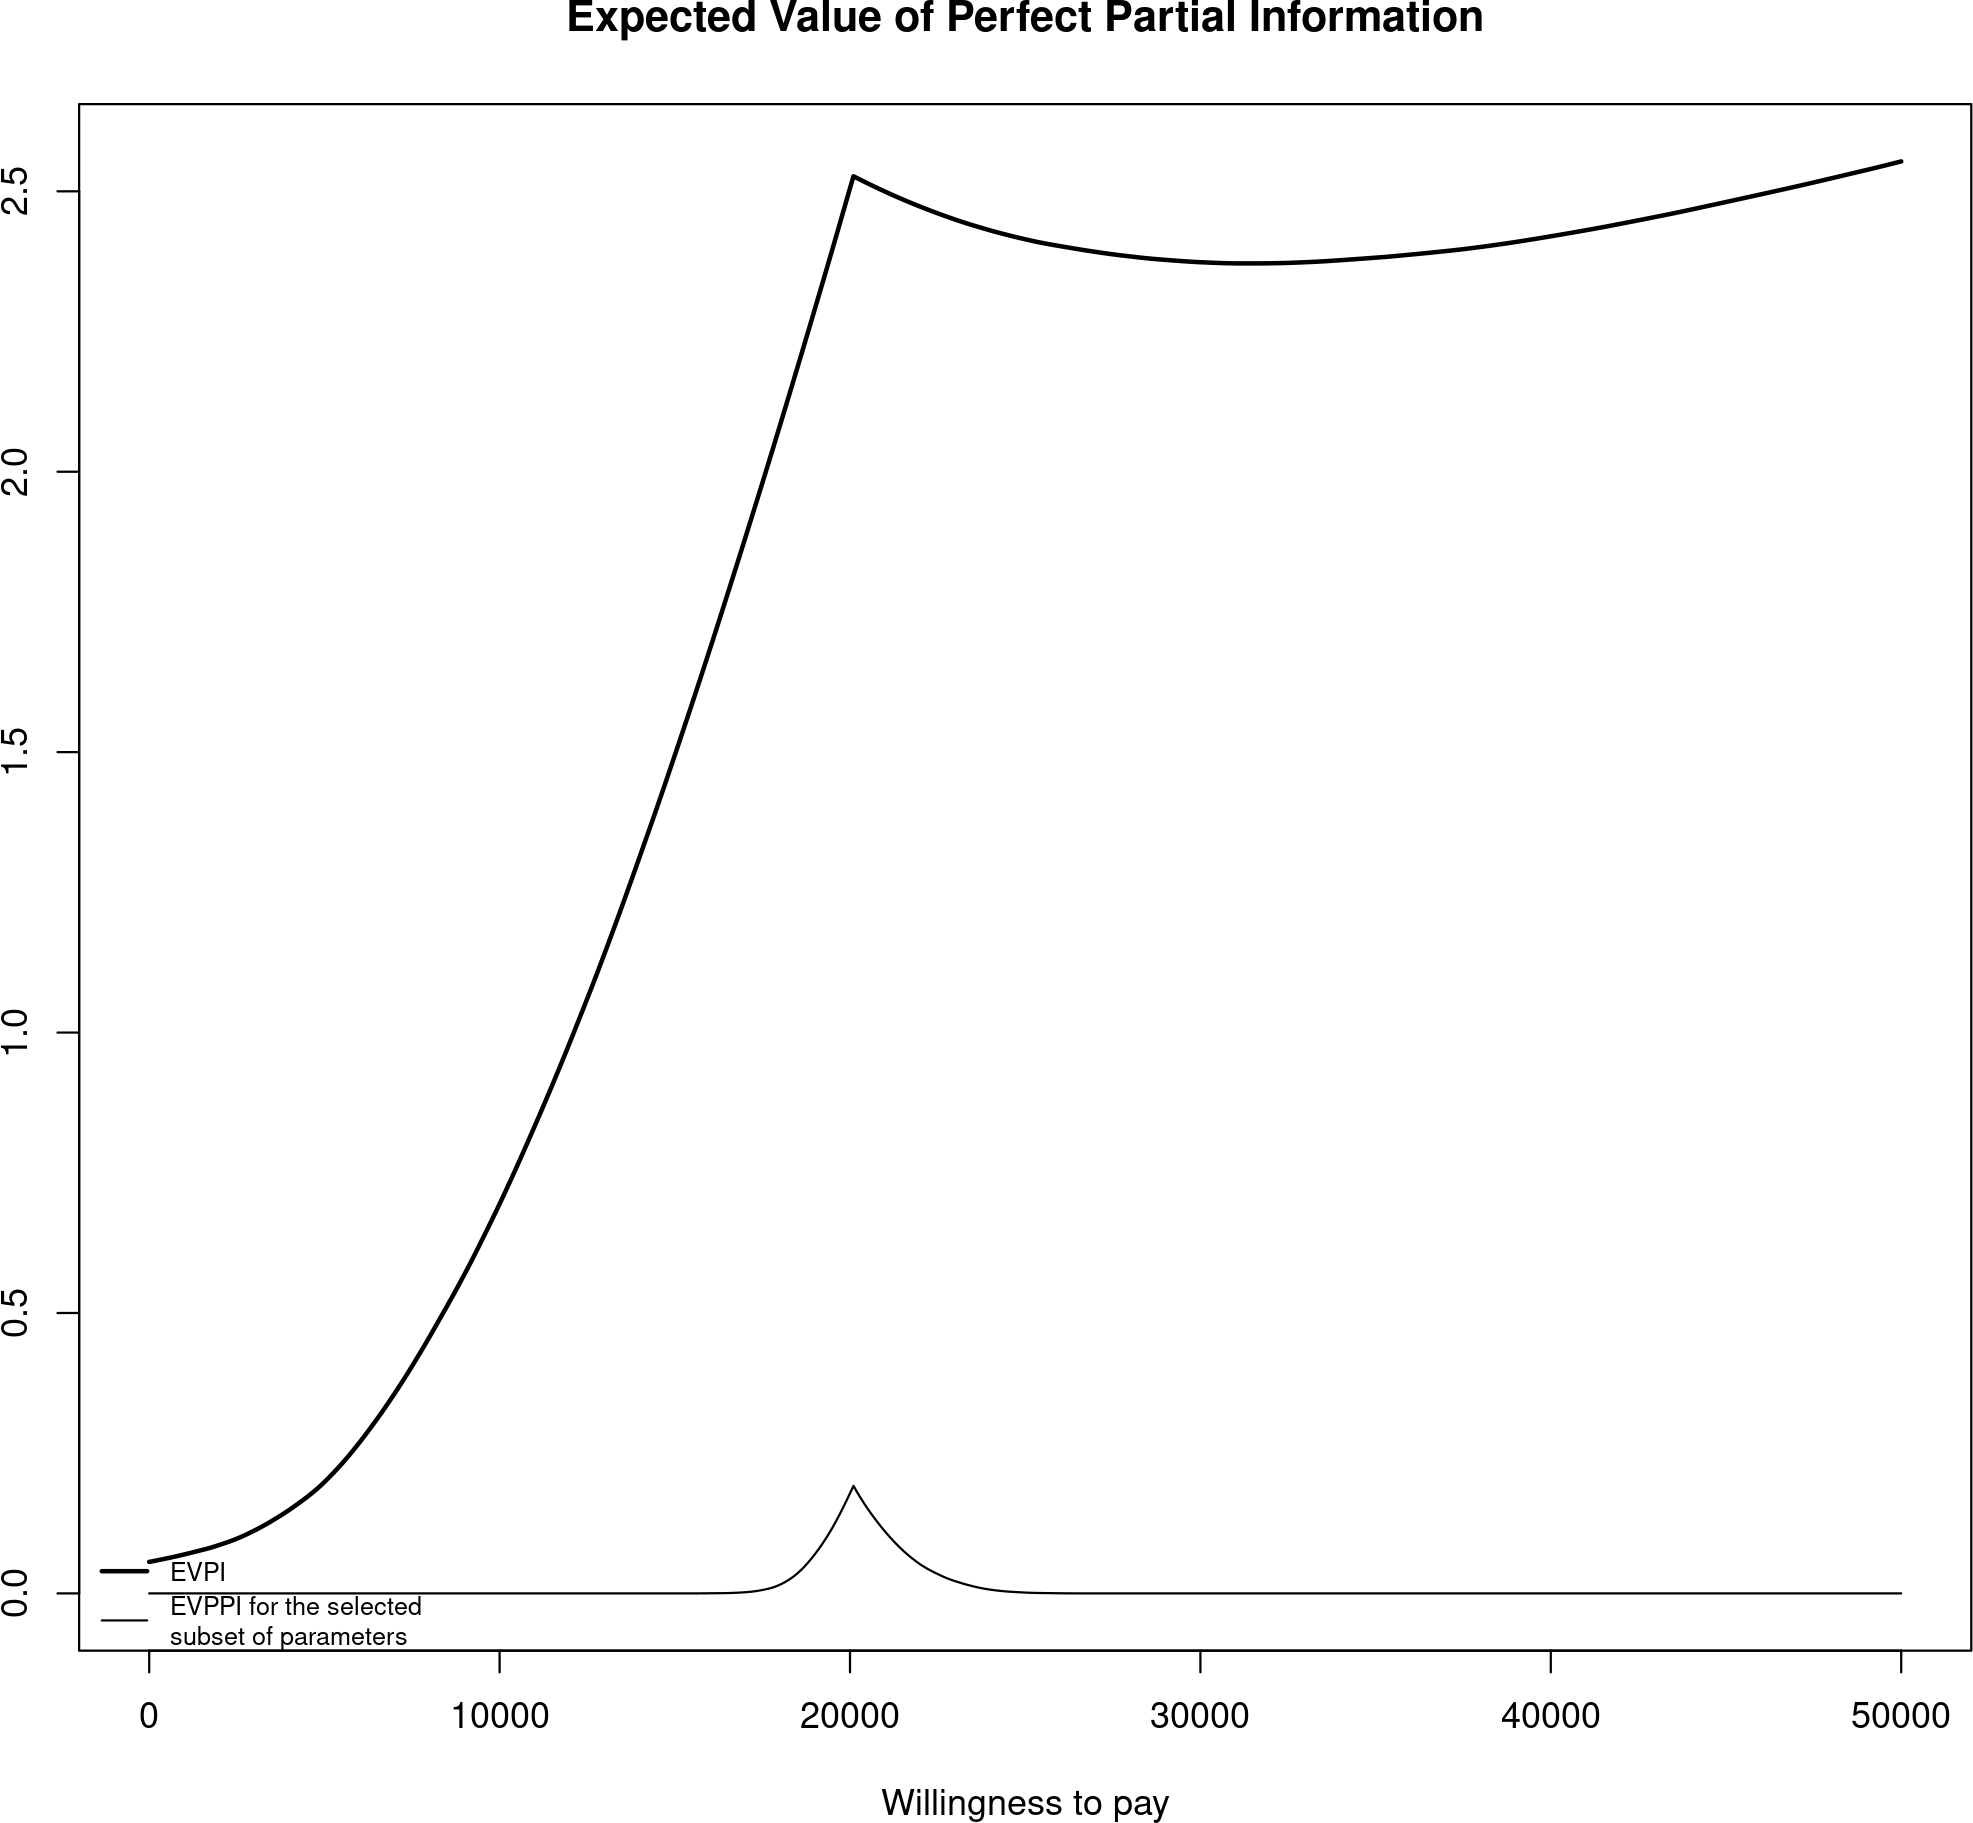 Expected Value of Perfect Partial Information
2.5
2.0
1.5
1.0
0.5
0.0
EVPI
EVPPI for the selected
subset of parameters
0 10000 20000 30000 40000 50000
Willingness to pay